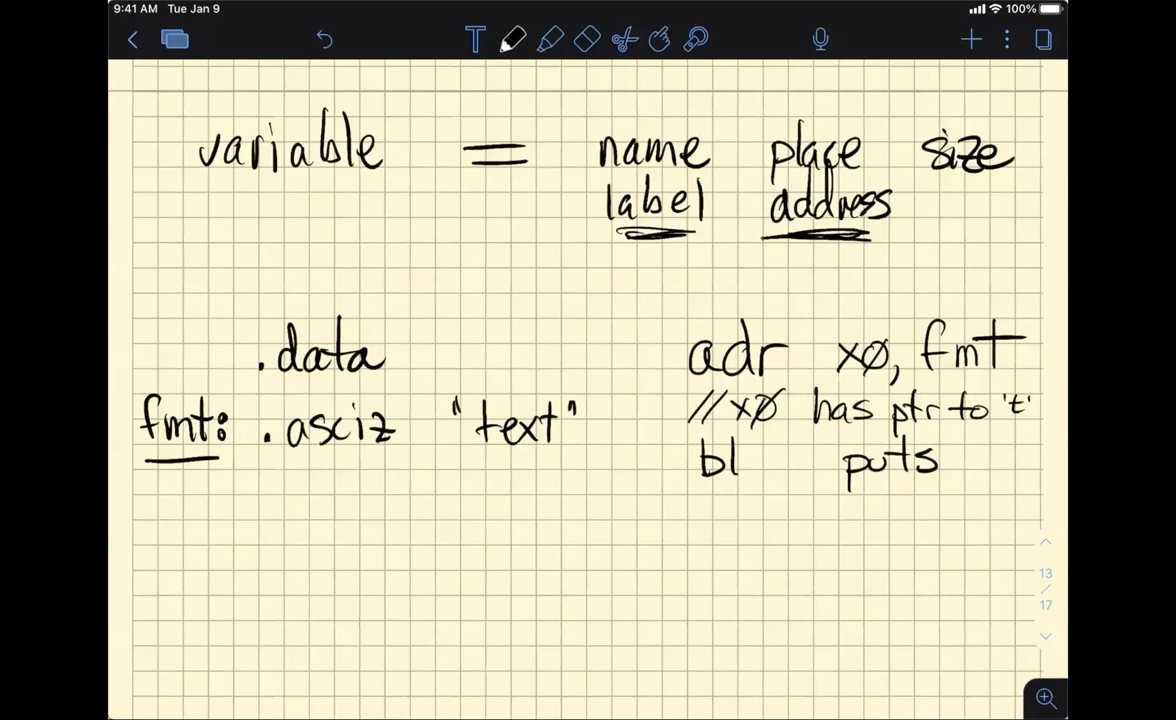 9:41 AM Tue Jan 9 100%
variable = name place size
label address
.data
fmt: .asciz "text"
adr x0, fmt
//x0 has ptr to 't'
bl puts
13
/
17